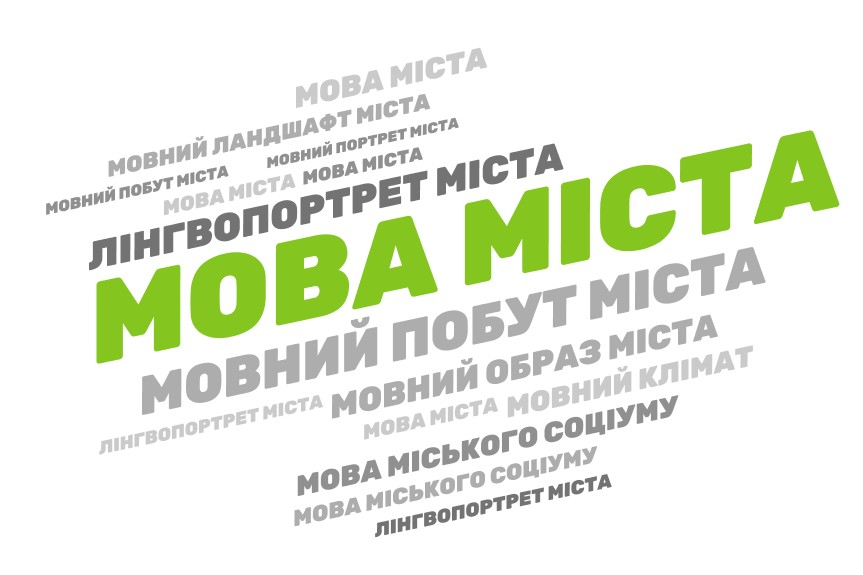 МОВА МІСТА
МОВНИЙ ЛАНДШАФТ МІСТА
МОВНИЙ ПОРТРЕТ МІСТА
МОВНИЙ ПОБУТ МІСТА
МОВА МІСТА
МОВА МІСТА
ЛІНГВОПОРТРЕТ МІСТА
МОВА МІСТА
МОВНИЙ ПОБУТ МІСТА
МОВНИЙ ОБРАЗ МІСТА
ЛІНГВОПОРТРЕТ МІСТА
МОВНИЙ КЛІМАТ
МОВА МІСТА
МОВА МІСЬКОГО СОЦІУМУ
МОВА МІСЬКОГО СОЦІУМУ
ЛІНГВОПОРТРЕТ МІСТА